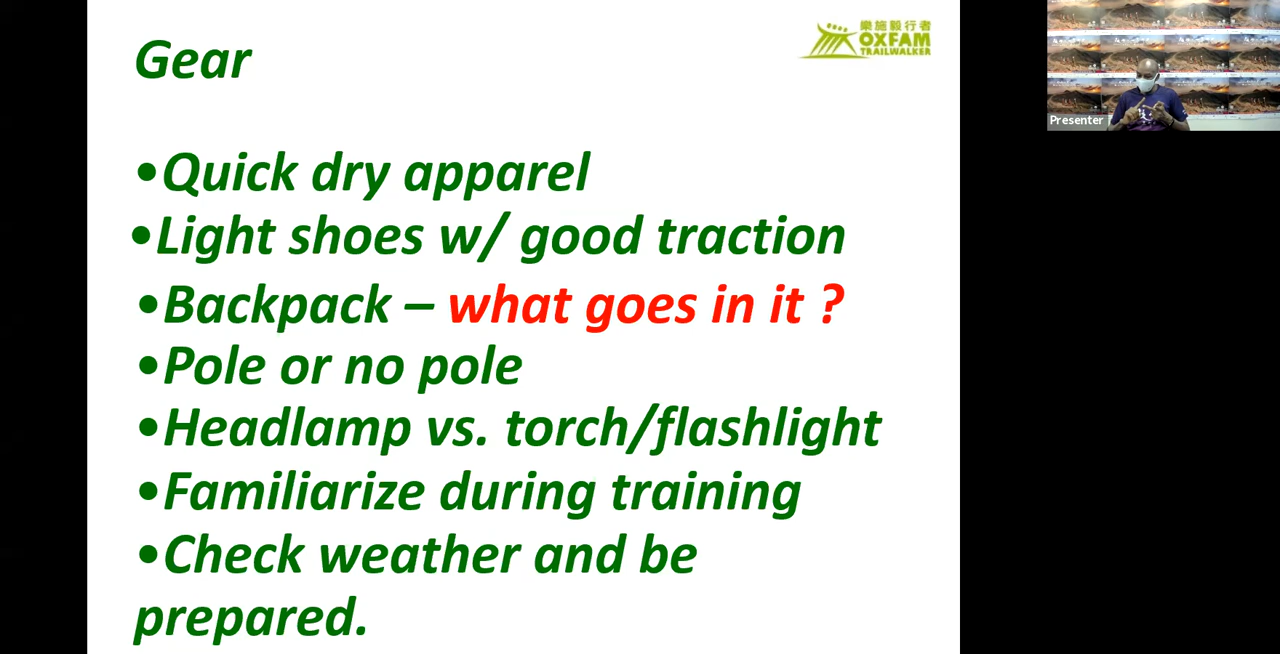 Gear
樂施毅行者
OXFAM
TRAILWALKER
•Quick dry apparel
•Light shoes w/ good traction
•Backpack – what goes in it ?
•Pole or no pole
•Headlamp vs. torch/flashlight
•Familiarize during training
•Check weather and be
prepared.
Presenter